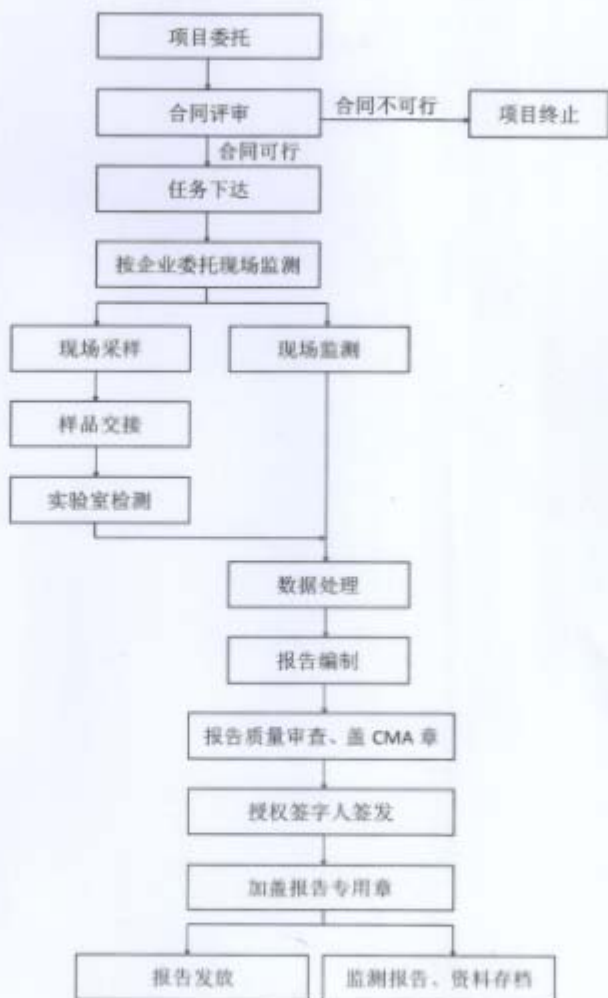 项目委托
合同评审
合同不可行
项目终止
合同可行
任务下达
按企业委托现场监测
现场采样
现场监测
样品交接
实验室检测
数据处理
报告编制
报告质量审查、盖 CMA 章
授权签字人签发
加盖报告专用章
报告发放
监测报告、资料存档